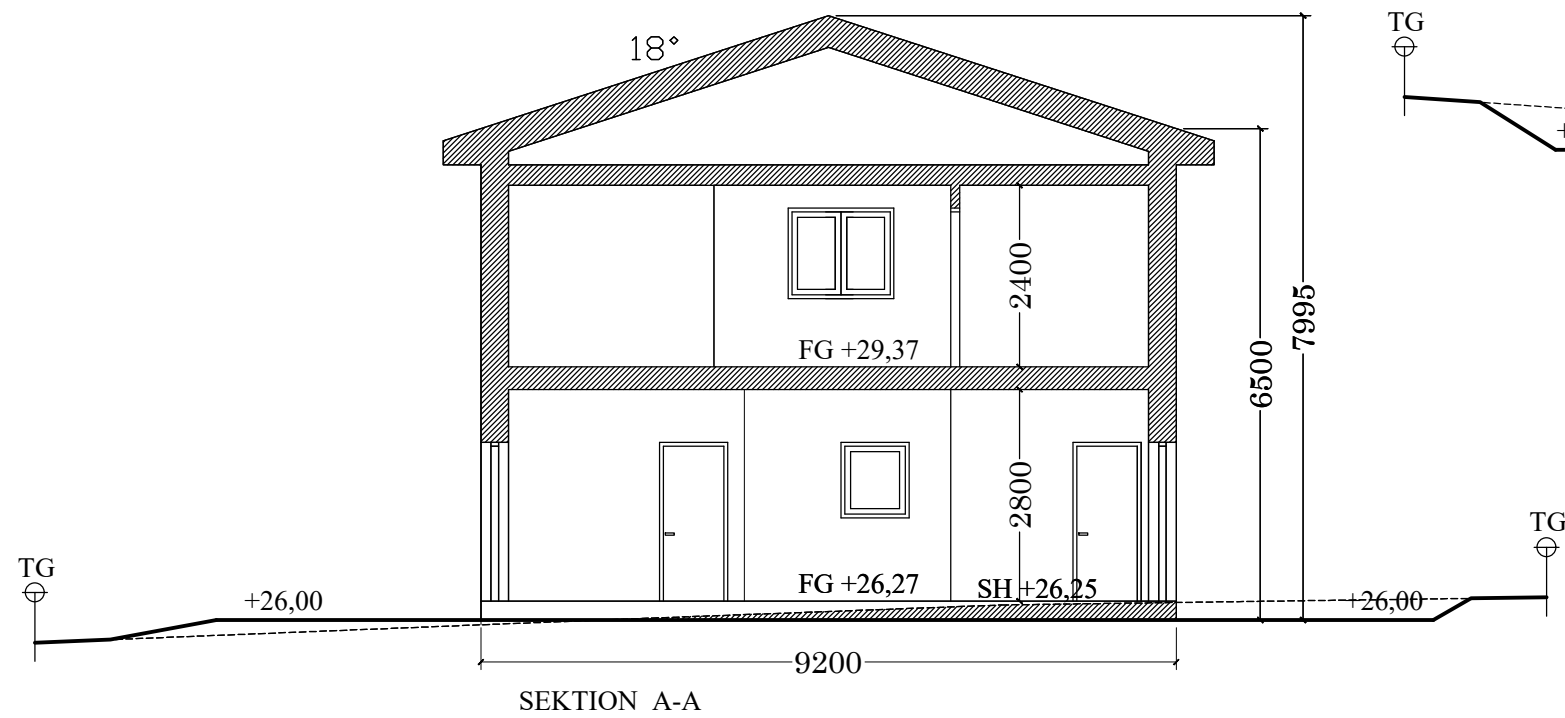 TG
18°
+
7995
6500
2400
FG +29,37
2800
TG
TG
FG +26,27
SH +26,25
+26,00
+26,00
9200
SEKTION A-A